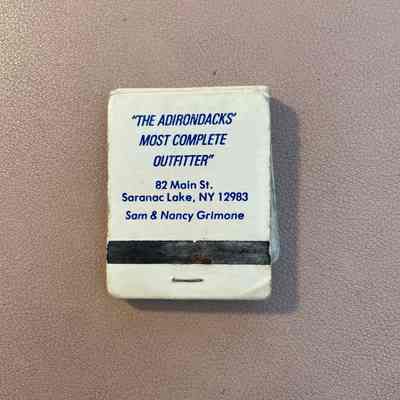 "THE ADIRONDACKS'
MOST COMPLETE
OUTFITTER"
82 Main St.
Saranac Lake, NY 12983
Sam & Nancy Grimone